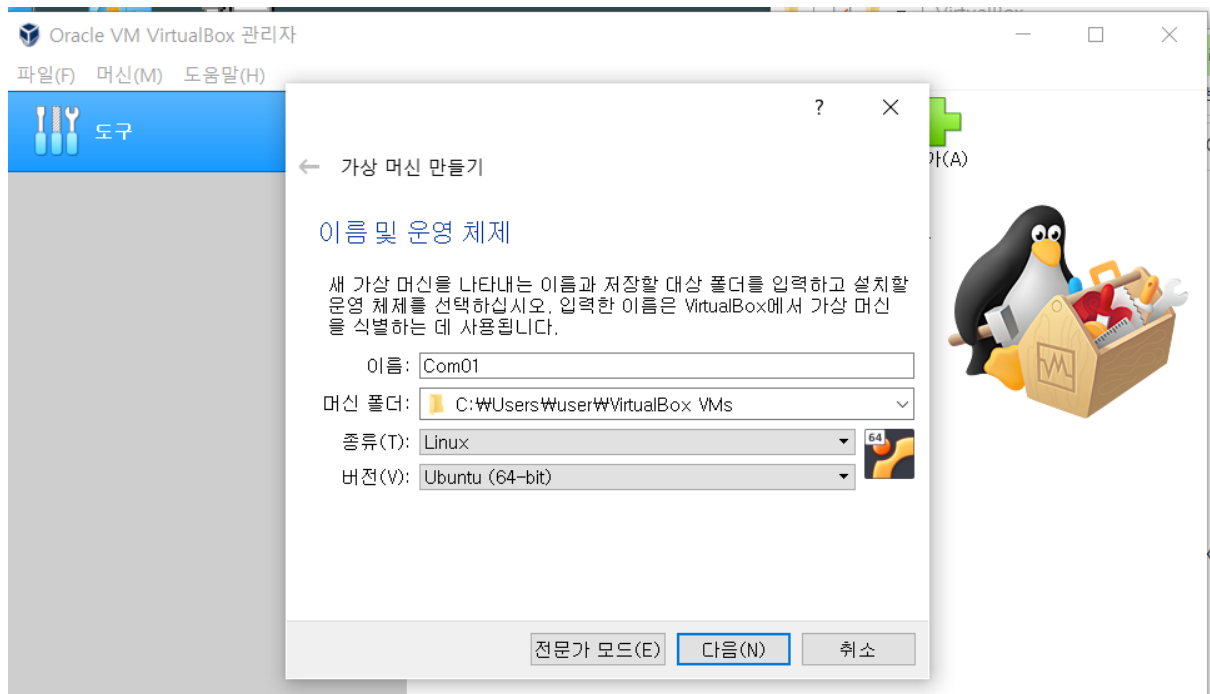 Oracle VM VirtualBox 관리자
파일(F) 머신(M) 도움말(H)
도구
?
가(A)
가상 머신 만들기
이름 및 운영 체제
새 가상 머신을 나타내는 이름과 저장할 대상 폴더를 입력하고 설치할
운영 체제를 선택하십시오. 입력한 이름은 VirtualBox에서 가상 머신
을 식별하는 데 사용됩니다.
이름: Com01
머신 폴더: C:₩Users₩user₩VirtualBox VMs
종류(T): Linux
64
버전(V): Ubuntu (64-bit)
전문가 모드(E) 다음(N) 취소